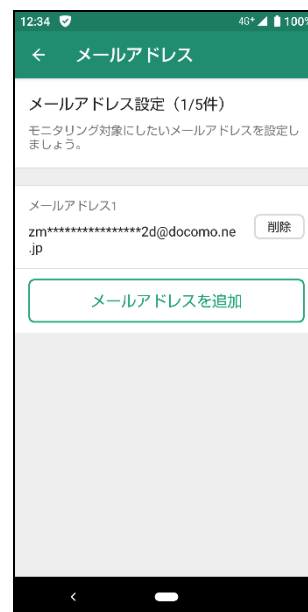 12:34 4G+ 100%
← メールアドレス
メールアドレス設定（1/5件）
モニタリング対象にしたいメールアドレスを設定し
ましょう。
メールアドレス1
zm****************2d@docomo.ne
.jp
削除
メールアドレスを追加